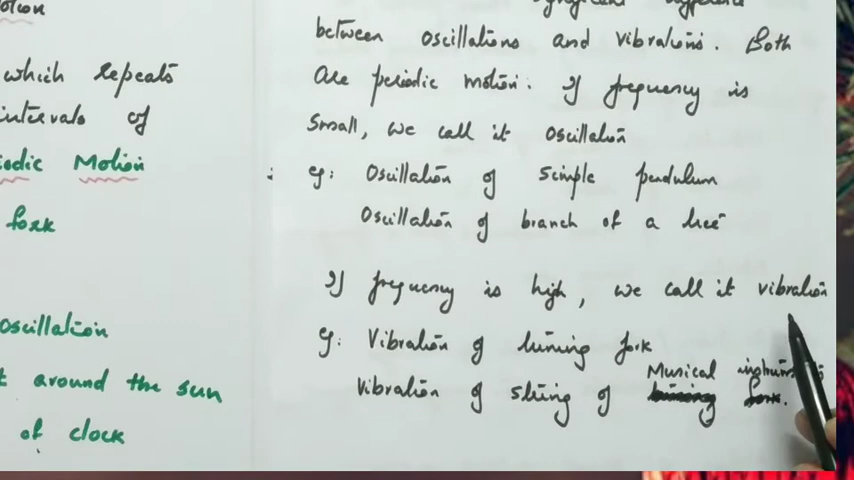 otion
which repeats
intervals of
iodic Motion
fork
oscillation
t around the sun
of clock
between oscillations and vibrations. Both
are periodic motion. If frequency is
small, we call it oscillation
eg: Oscillation of simple pendulum
Oscillation of branch of a tree
If frequency is high, we call it vibration
eg: Vibration of tuning fork
Musical
Vibration of string of